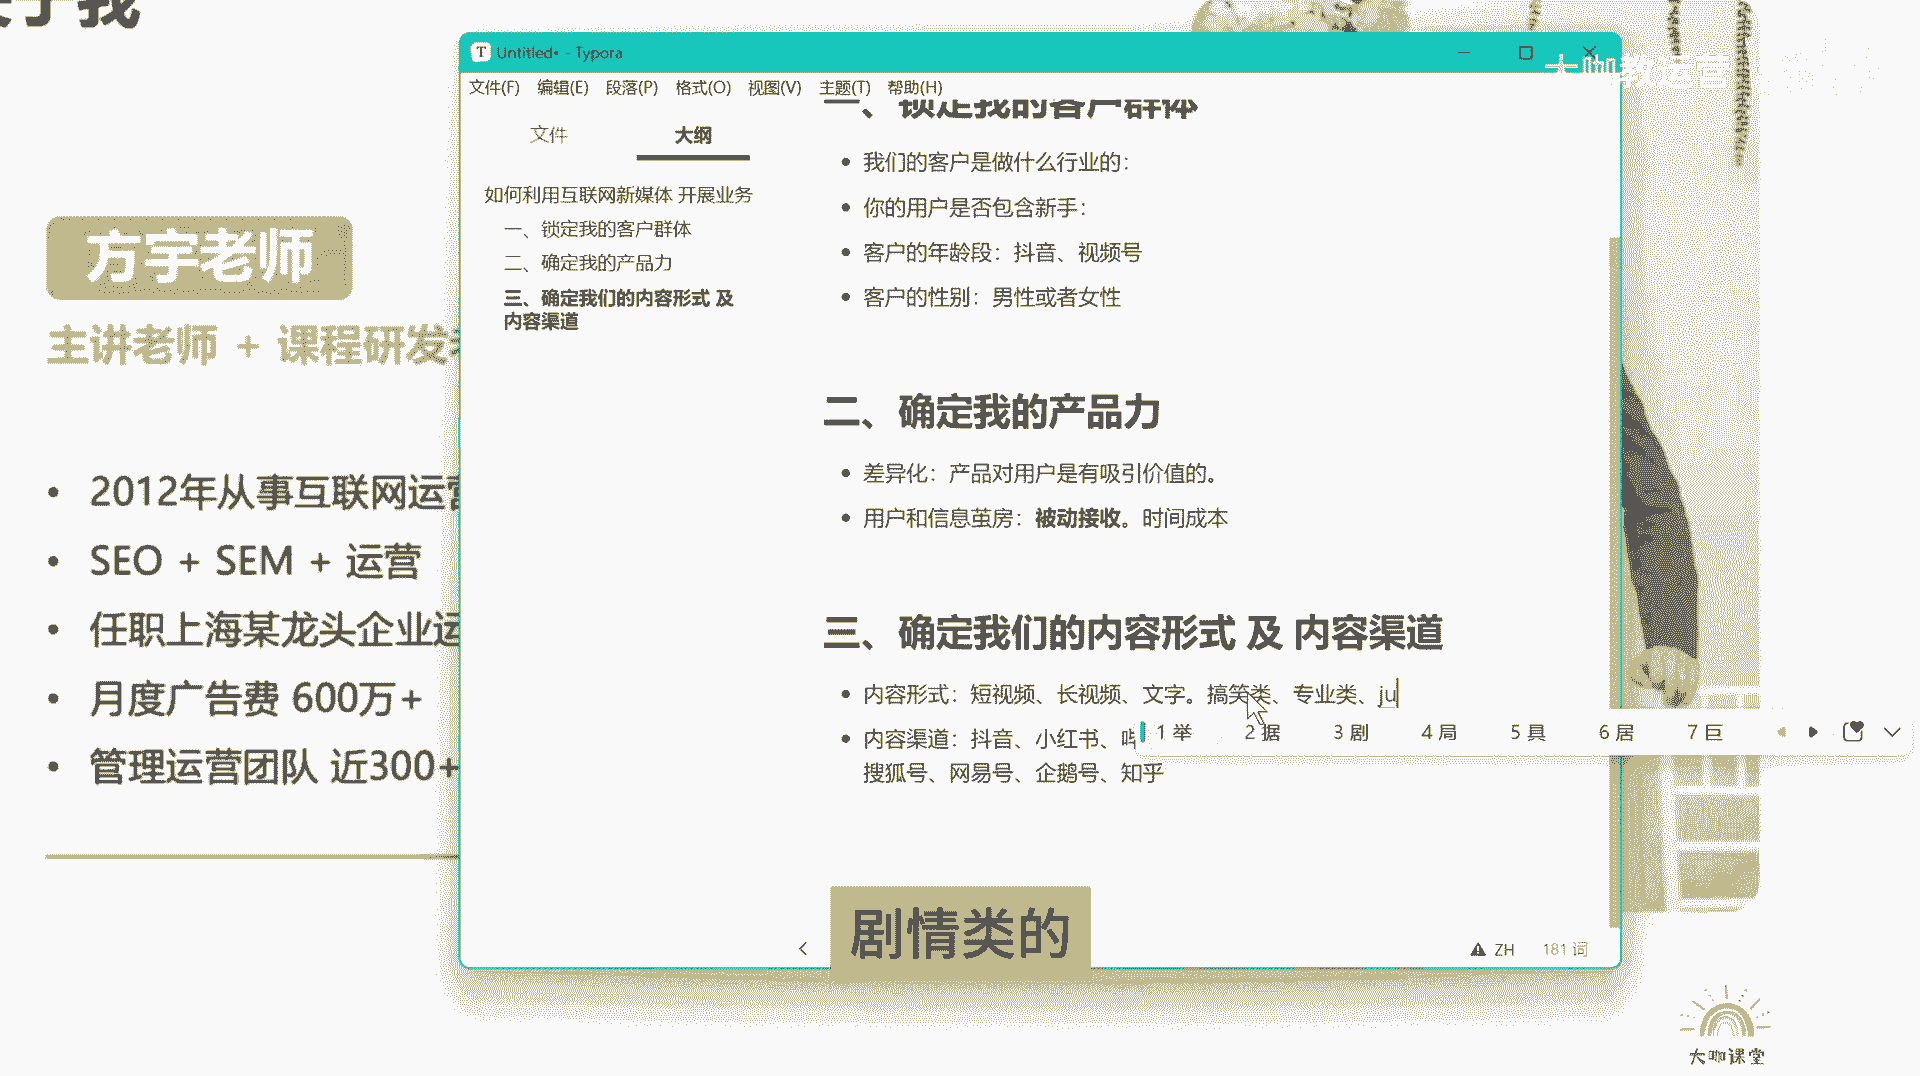 于我
方宇老师
主讲老师 + 课程研发
2012年从事互联网运营
SEO + SEM + 运营
任职上海某龙头企业运
月度广告费 600万+
管理运营团队 近300+
Untitled• - Typora
大咖教运营
文件(F) 编辑(E) 段落(P) 格式(O) 视图(V) 主题(T) 帮助(H)
文件 大纲
如何利用互联网新媒体 开展业务
一、锁定我的客户群体
二、确定我的产品力
三、确定我们的内容形式 及
内容渠道
一、锁定我的客户群体
我们的客户是做什么行业的：
你的用户是否包含新手：
客户的年龄段：抖音、视频号
客户的性别：男性或者女性
二、确定我的产品力
差异化：产品对用户是有吸引价值的。
用户和信息茧房：被动接收。时间成本
三、确定我们的内容形式 及 内容渠道
内容形式：短视频、长视频、文字。搞笑类、专业类、ju
1 举 2 据 3 剧 4 局 5 具 6 居 7 巨
内容渠道：抖音、小红书、
搜狐号、网易号、企鹅号、知乎
剧情类的
ZH 181 词
大咖课堂